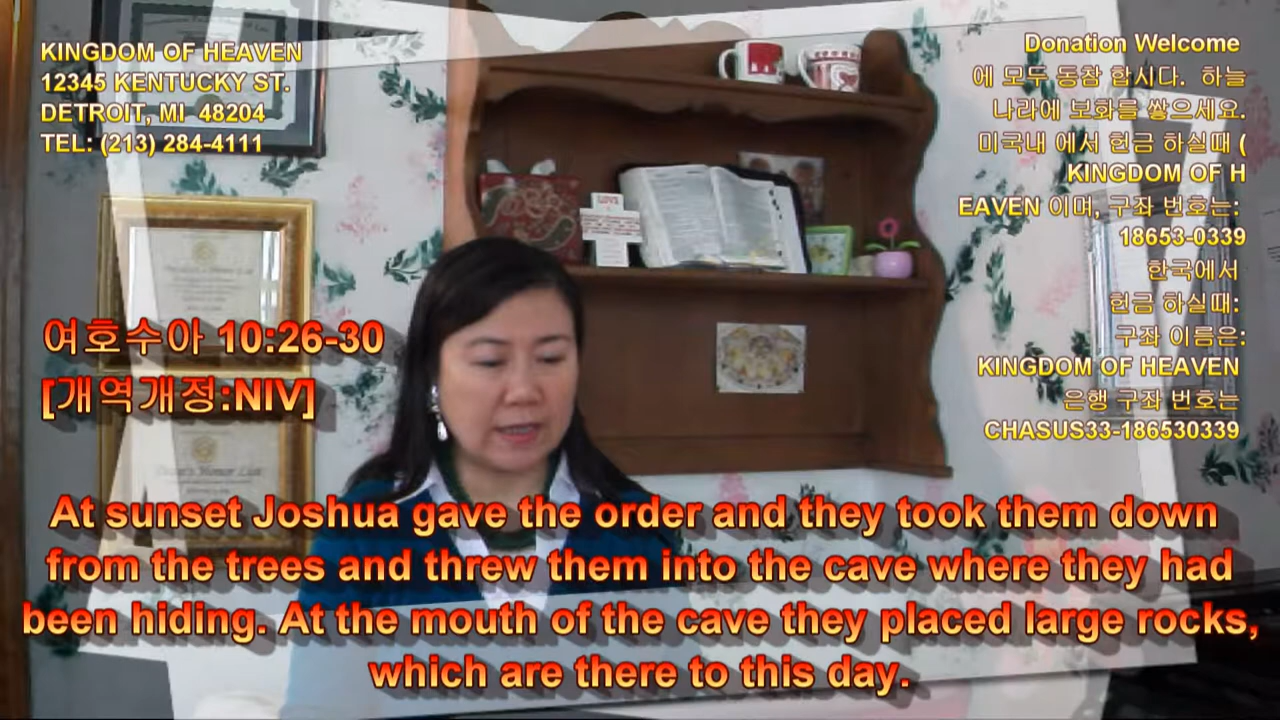 KINGDOM OF HEAVEN
12345 KENTUCKY ST.
DETROIT, MI 48204
TEL: (213) 284-4111
Donation Welcome
에 모두 동참 합시다. 하늘
나라에 보화를 쌓으세요.
미국내 에서 헌금 하실때 (
KINGDOM OF H
EAVEN 이며, 구좌 번호는:
18653-0339
한국에서
헌금 하실때:
구좌 이름은:
KINGDOM OF HEAVEN
은행 구좌 번호는
CHASUS33-186530339
LOVE
여호수아 10:26-30
[개역개정:NIV]
At sunset Joshua gave the order and they took them down
from the trees and threw them into the cave where they had
been hiding. At the mouth of the cave they placed large rocks,
which are there to this day.